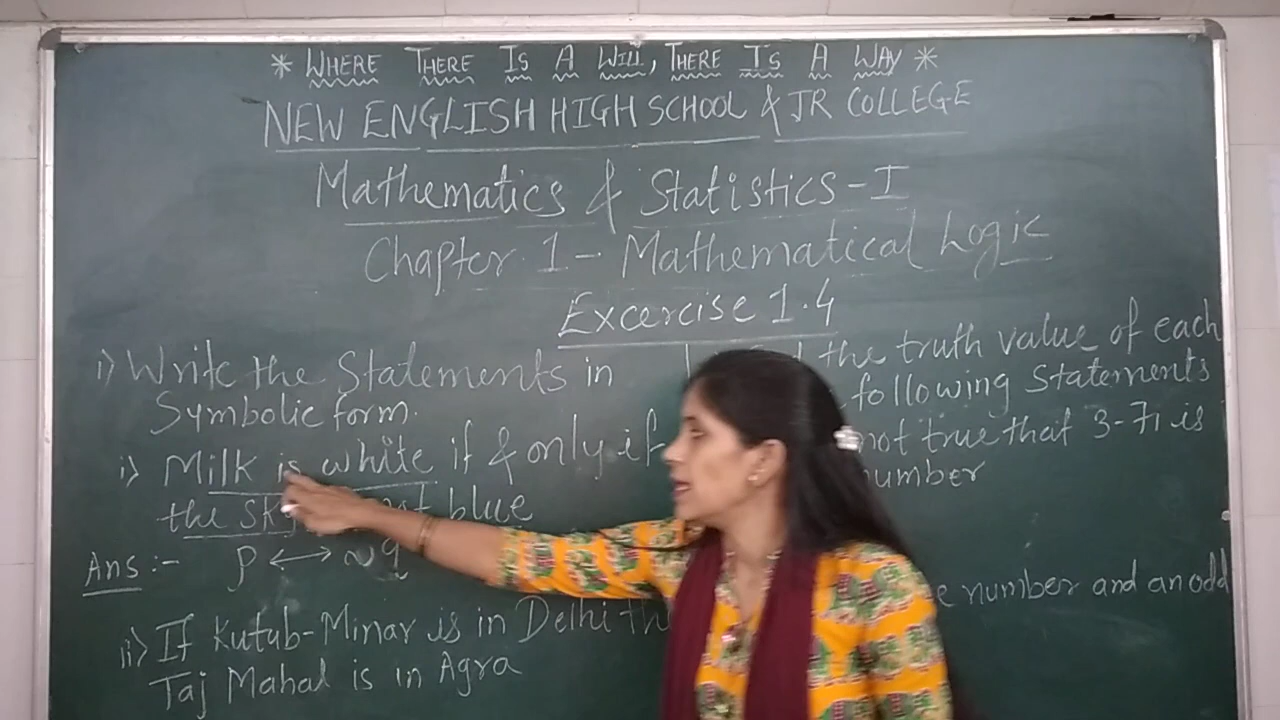 * WHERE THERE IS A WILL, THERE IS A WAY *
NEW ENGLISH HIGH SCHOOL & JR COLLEGE
Mathematics & Statistics - I
Chapter 1 - Mathematical Logic
Excercise 1.4
1) Write the Statements in
Symbolic form.
i) Milk is white if & only if
the sky blue
Ans :- p ↔ ~q
ii) If Kutub-Minar is in Delhi
Taj Mahal is in Agra
the truth value of each
following Statements
not true that 3-7i is
number
number and an odd